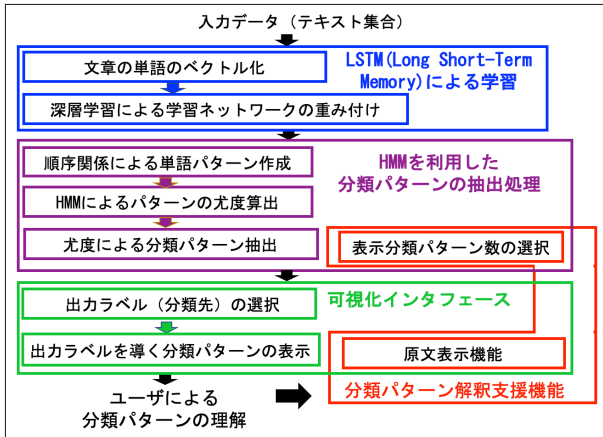 入力データ（テキスト集合）
文章の単語のベクトル化
LSTM(Long Short-Term
Memory)による学習
深層学習による学習ネットワークの重み付け
順序関係による単語パターン作成
HMMを利用した
分類パターンの抽出処理
HMMによるパターンの尤度算出
尤度による分類パターン抽出
表示分類パターン数の選択
出力ラベル（分類先）の選択
可視化インタフェース
出力ラベルを導く分類パターンの表示
原文表示機能
ユーザによる
分類パターンの理解
分類パターン解釈支援機能